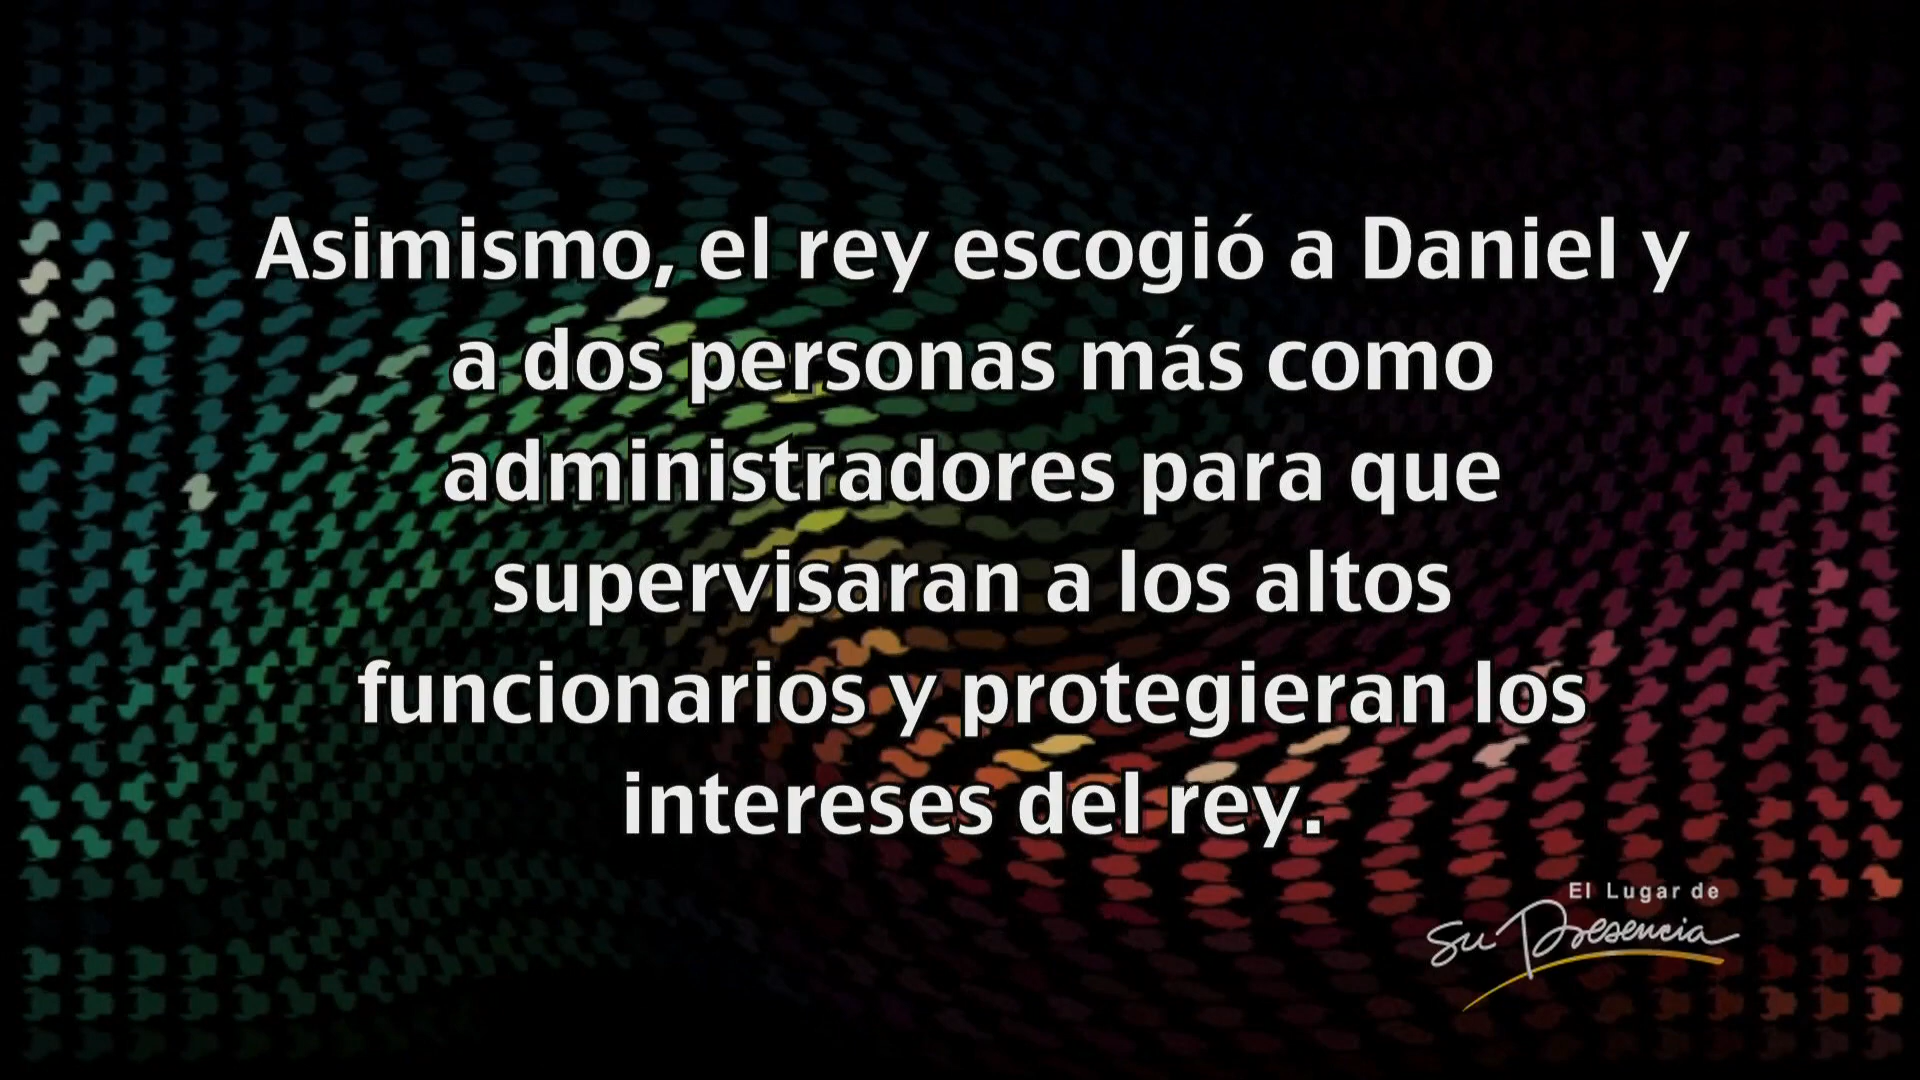 Asimismo, el rey escogió a Daniel y
a dos personas más como
administradores para que
supervisaran a los altos
funcionarios y protegieran los
intereses del rey.
El Lugar de
Su Presencia